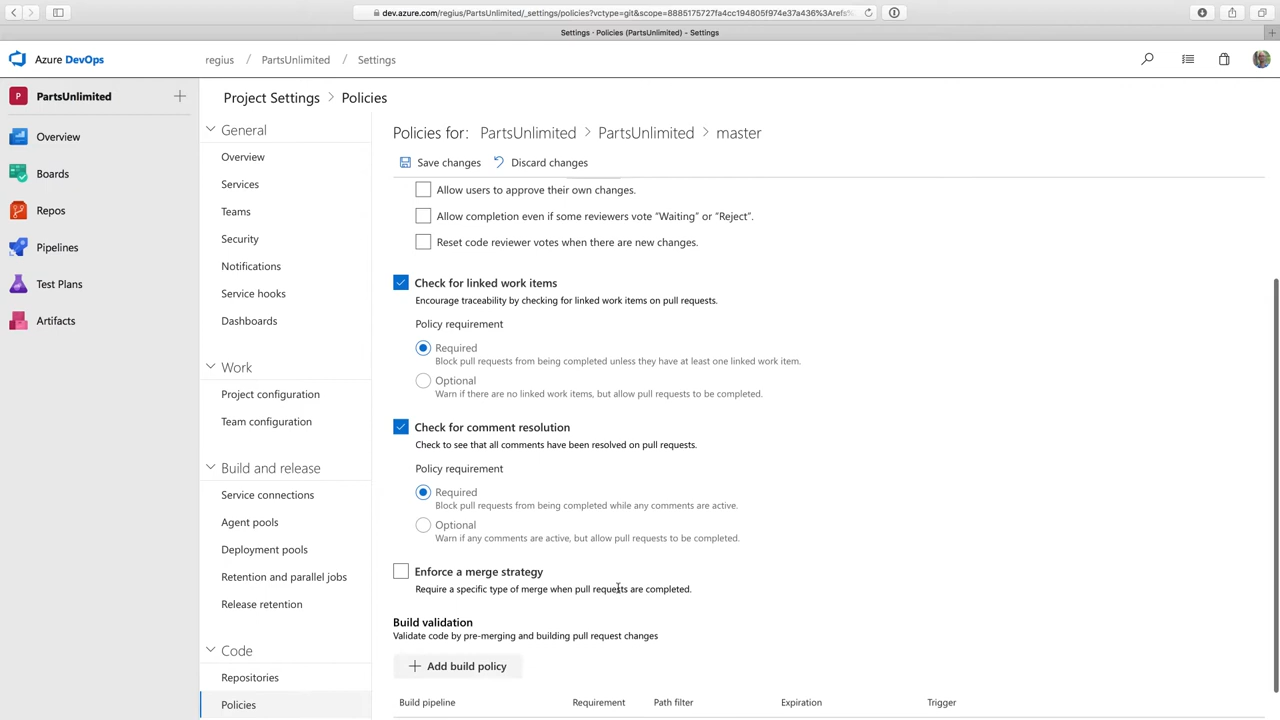 dev.azure.com/regius/PartsUnlimited/_settings/policies?vctype=git&scope=8885175727fa4cc194805f974e37a436%3Arefs%
Settings · Policies (PartsUnlimited) - Settings
Azure DevOps
regius / PartsUnlimited / Settings
P PartsUnlimited
Overview
Boards
Repos
Pipelines
Test Plans
Artifacts
Project Settings > Policies
General
Overview
Services
Teams
Security
Notifications
Service hooks
Dashboards
Work
Project configuration
Team configuration
Build and release
Service connections
Agent pools
Deployment pools
Retention and parallel jobs
Release retention
Code
Repositories
Policies
Policies for: PartsUnlimited > PartsUnlimited > master
Save changes Discard changes
Allow users to approve their own changes.
Allow completion even if some reviewers vote “Waiting” or “Reject”.
Reset code reviewer votes when there are new changes.
Check for linked work items
Encourage traceability by checking for linked work items on pull requests.
Policy requirement
Required
Block pull requests from being completed unless they have at least one linked work item.
Optional
Warn if there are no linked work items, but allow pull requests to be completed.
Check for comment resolution
Check to see that all comments have been resolved on pull requests.
Policy requirement
Required
Block pull requests from being completed while any comments are active.
Optional
Warn if any comments are active, but allow pull requests to be completed.
Enforce a merge strategy
Require a specific type of merge when pull requests are completed.
Build validation
Validate code by pre-merging and building pull request changes
Add build policy
Build pipeline Requirement Path filter Expiration Trigger